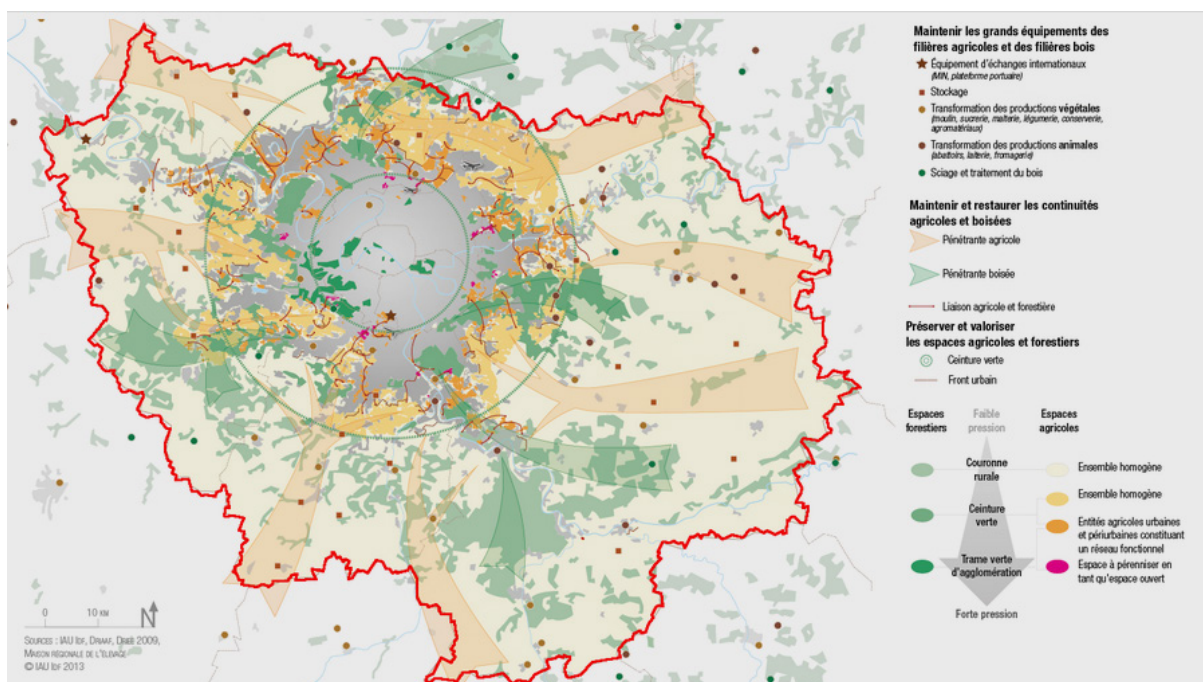 Maintenir les grands équipements des
filières agricoles et des filières bois
Équipement d'échanges internationaux
(MIN, plateforme portuaire)
Stockage
Transformation des productions végétales
(moulin, sucrerie, malterie, légumerie, conserverie,
agromatériaux)
Transformation des productions animales
(abattoirs, laiterie, fromagerie)
Sciage et traitement du bois
Maintenir et restaurer les continuités
agricoles et boisées
Pénétrante agricole
Pénétrante boisée
Liaison agricole et forestière
Préserver et valoriser
les espaces agricoles et forestiers
Ceinture verte
Front urbain
Espaces
forestiers
Faible
pression
Espaces
agricoles
Couronne
rurale
Ensemble homogène
Ensemble homogène
Ceinture
verte
Entités agricoles urbaines
et périurbaines constituant
un réseau fonctionnel
Trame verte
d'agglomération
Espace à pérenniser en
tant qu'espace ouvert
Forte pression
0 10 KM
N
SOURCES : IAU IDF, DRIAAF, DRIEE 2009,
MAISON RÉGIONALE DE L'ÉLEVAGE
© IAU IDF 2013